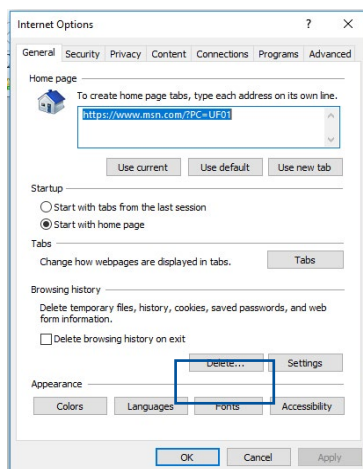 Internet Options ? X
General Security Privacy Content Connections Programs Advanced
Home page
To create home page tabs, type each address on its own line.
https://www.msn.com/?PC=UF01
Use current Use default Use new tab
Startup
Start with tabs from the last session
Start with home page
Tabs
Change how webpages are displayed in tabs. Tabs
Browsing history
Delete temporary files, history, cookies, saved passwords, and web
form information.
Delete browsing history on exit
Delete... Settings
Appearance
Colors Languages Fonts Accessibility
OK Cancel Apply